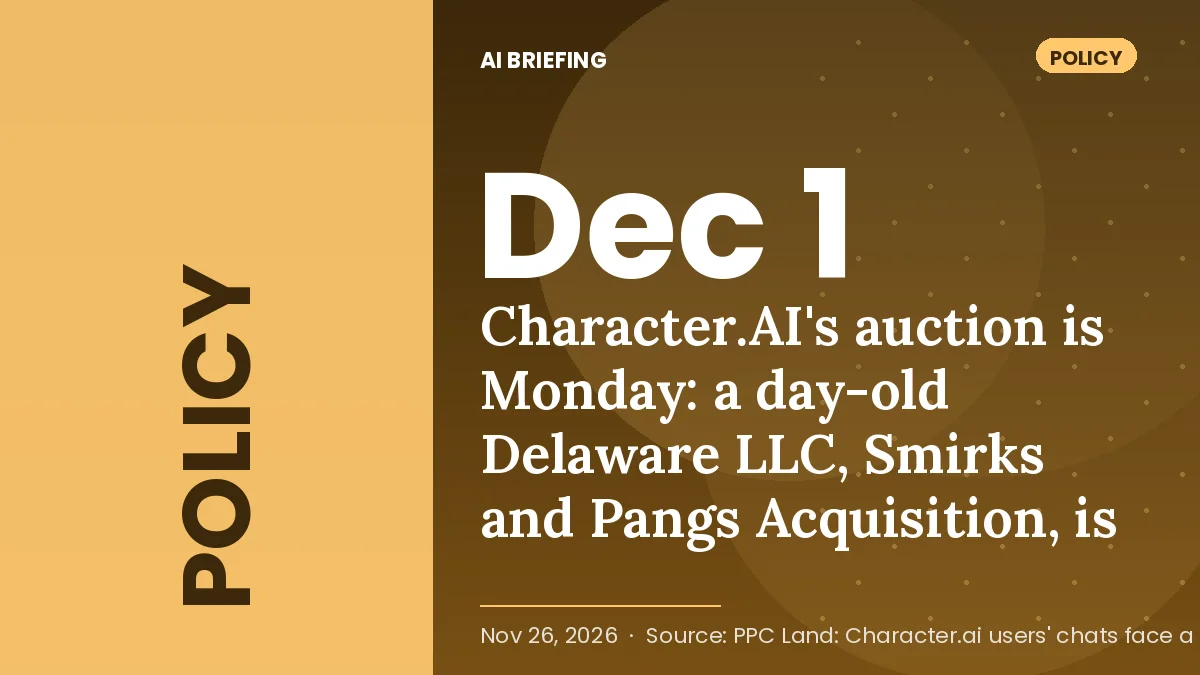 POLICY
AI BRIEFING
POLICY
Dec 1
Character.AI's auction is
Monday: a day-old
Delaware LLC, Smirks
and Pangs Acquisition, is
Nov 26, 2026 · Source: PPC Land: Character.ai users' chats face a